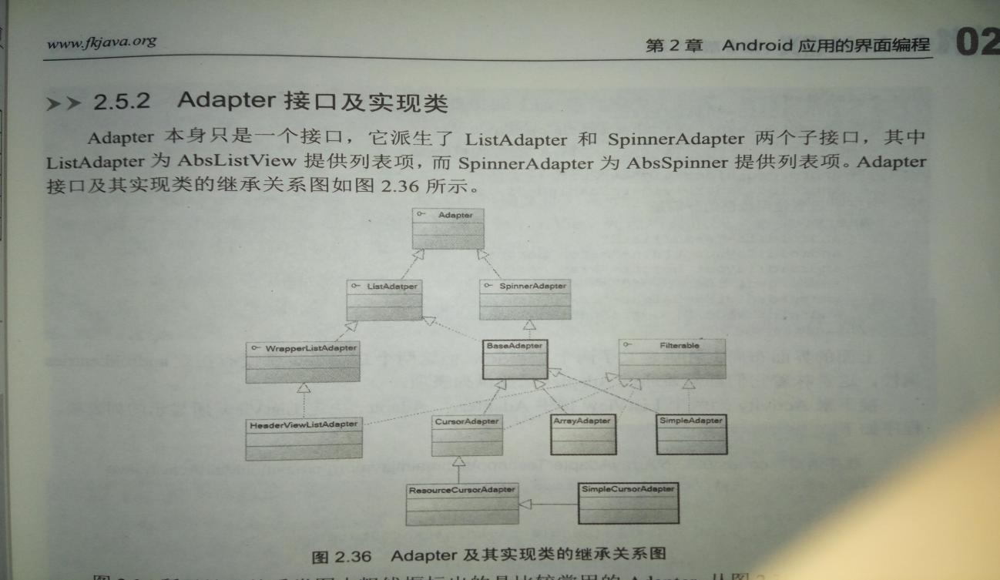 www.fkjava.org
第 2 章 Android 应用的界面编程 02
2.5.2 Adapter 接口及实现类
Adapter 本身只是一个接口，它派生了 ListAdapter 和 SpinnerAdapter 两个子接口，其中
ListAdapter 为 AbsListView 提供列表项，而 SpinnerAdapter 为 AbsSpinner 提供列表项。Adapter
接口及其实现类的继承关系图如图 2.36 所示。
Adapter
ListAdatper
SpinnerAdapter
WrapperListAdapter
BaseAdapter
Filterable
HeaderViewListAdapter
CursorAdapter
ArrayAdapter
SimpleAdapter
ResourceCursorAdapter
SimpleCursorAdapter
图 2.36 Adapter 及其实现类的继承关系图